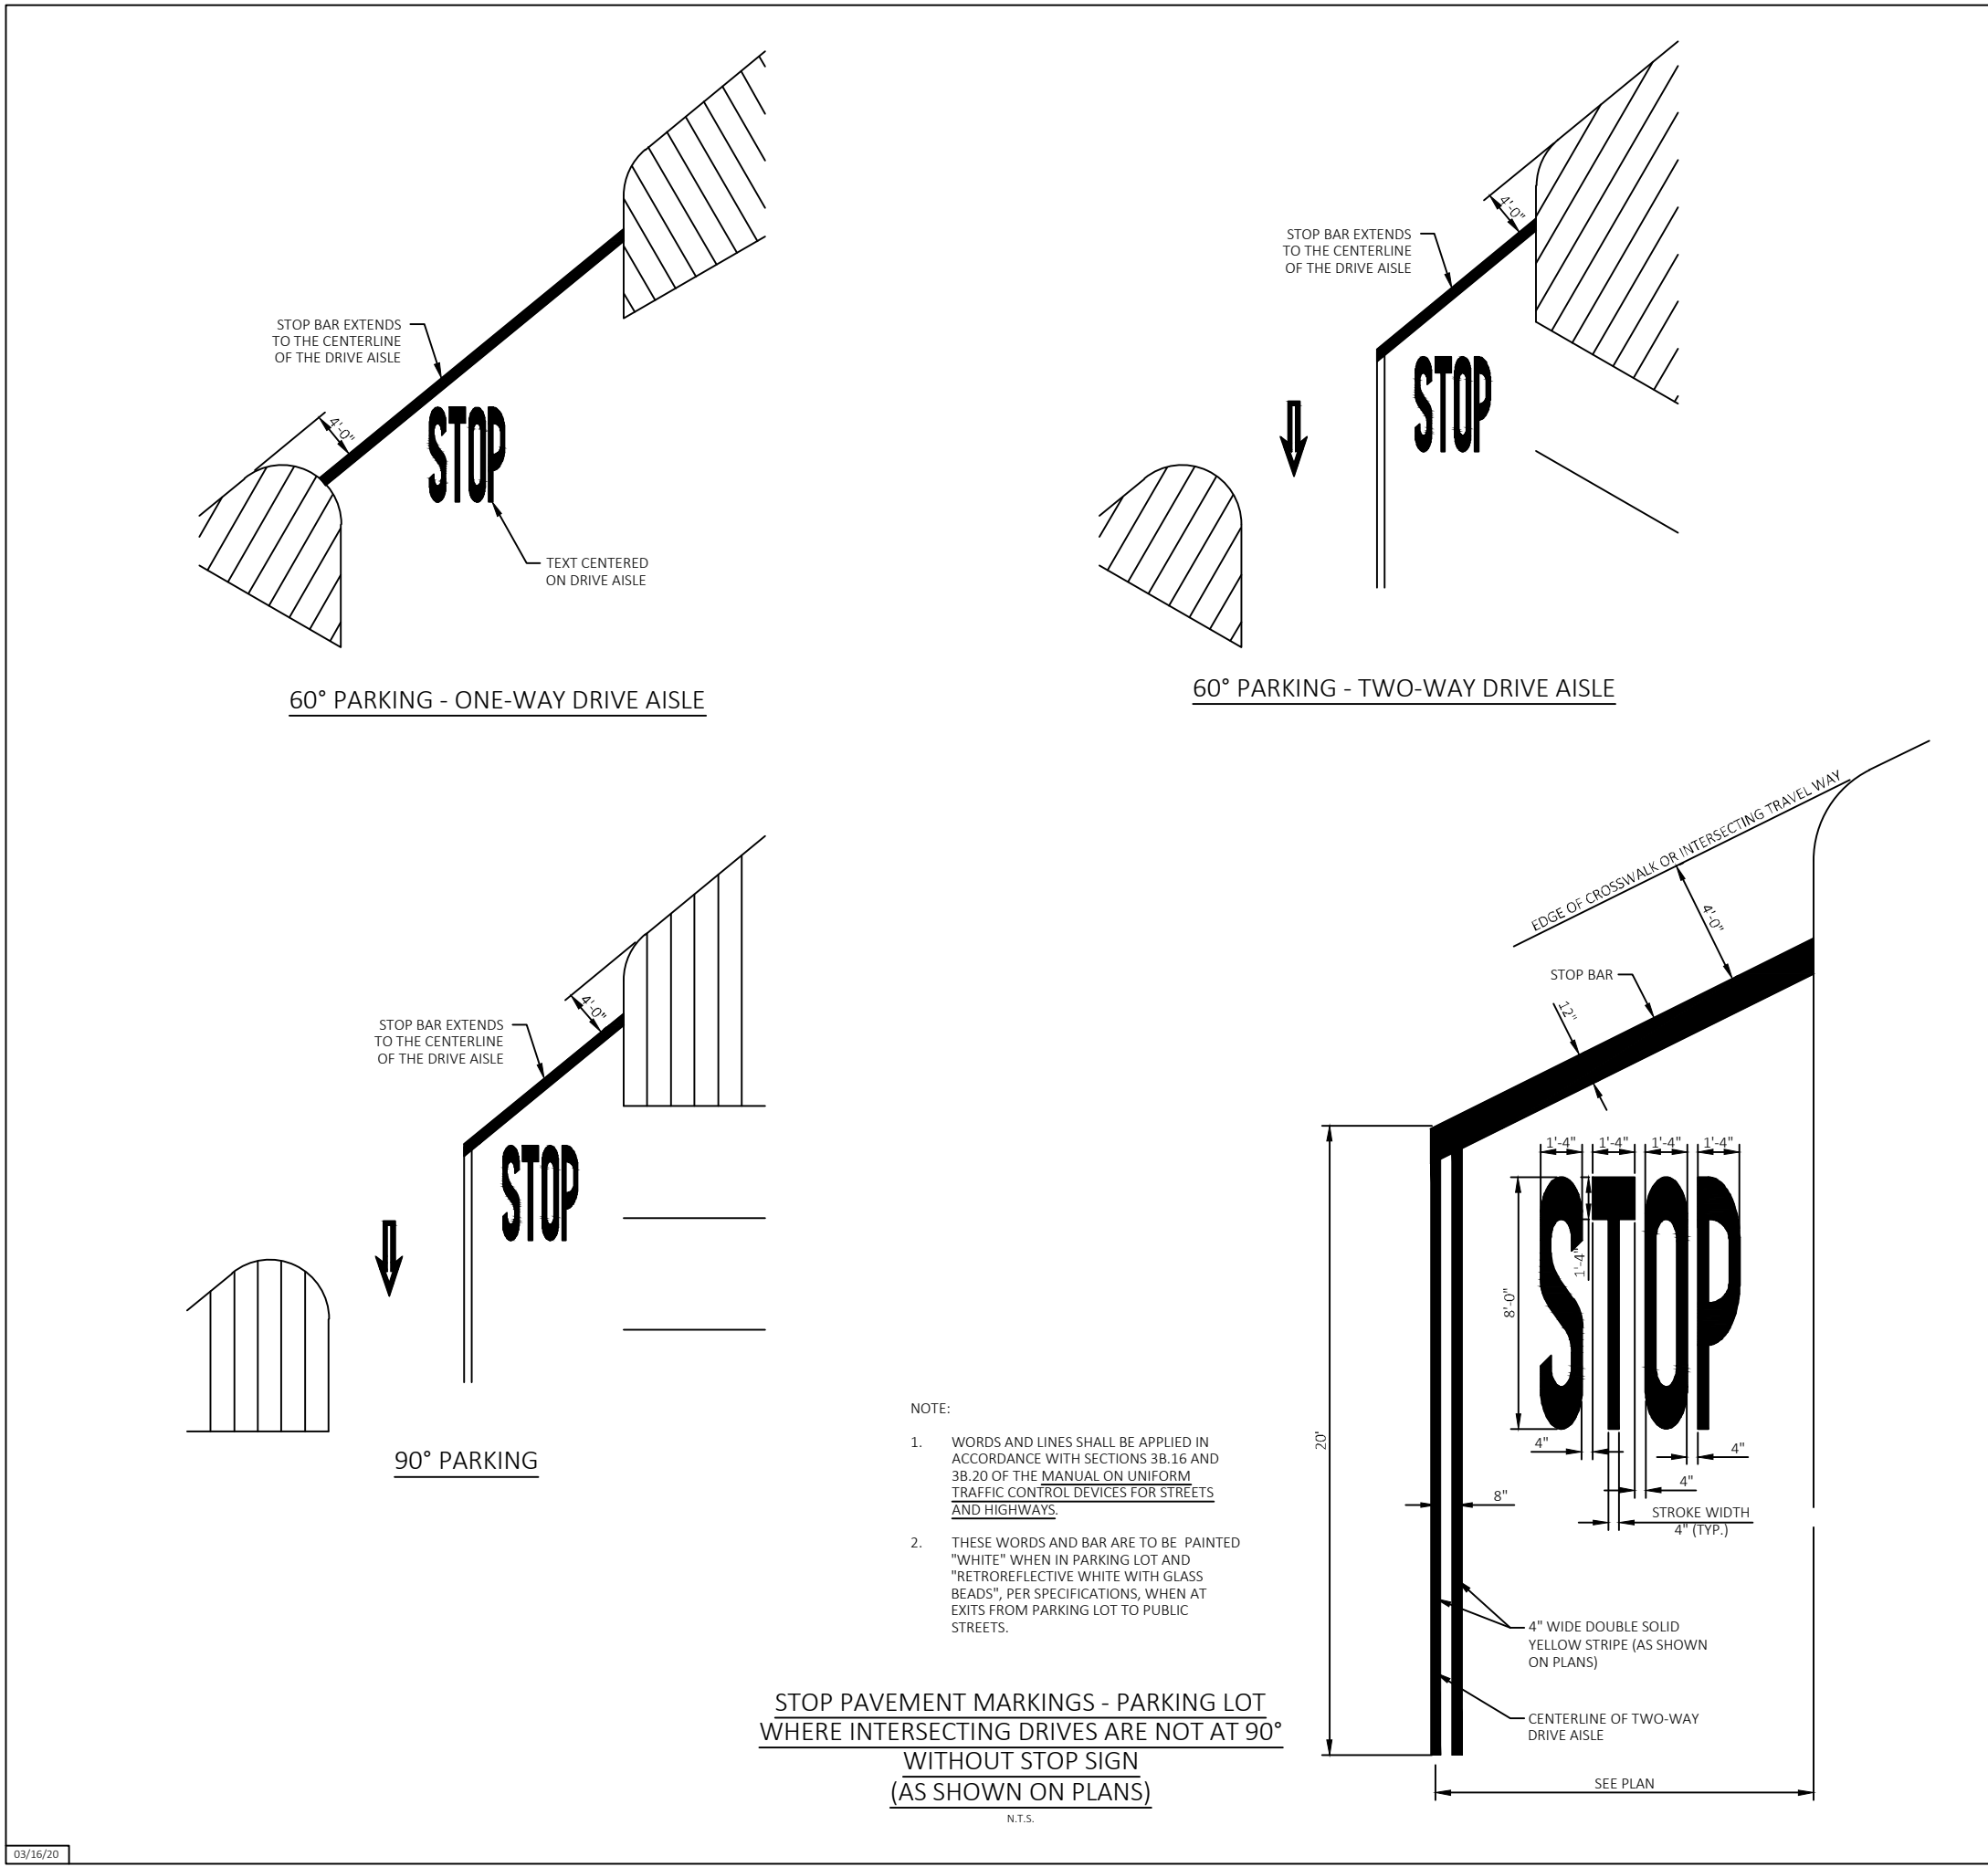 4'-0"
STOP BAR EXTENDS
TO THE CENTERLINE
OF THE DRIVE AISLE
4'-0"
STOP
TEXT CENTERED
ON DRIVE AISLE
60° PARKING - ONE-WAY DRIVE AISLE
STOP BAR EXTENDS
TO THE CENTERLINE
OF THE DRIVE AISLE
STOP
60° PARKING - TWO-WAY DRIVE AISLE
4'-0"
STOP BAR EXTENDS
TO THE CENTERLINE
OF THE DRIVE AISLE
STOP
90° PARKING
EDGE OF CROSSWALK OR INTERSECTING TRAVEL WAY
4'-0"
STOP BAR
12"
1'-4" 1'-4" 1'-4" 1'-4"
STOP
1'-4"
8'-0"
20'
4" 4"
4"
8"
STROKE WIDTH
4" (TYP.)
4" WIDE DOUBLE SOLID
YELLOW STRIPE (AS SHOWN
ON PLANS)
CENTERLINE OF TWO-WAY
DRIVE AISLE
SEE PLAN
NOTE:
1. WORDS AND LINES SHALL BE APPLIED IN
ACCORDANCE WITH SECTIONS 3B.16 AND
3B.20 OF THE MANUAL ON UNIFORM
TRAFFIC CONTROL DEVICES FOR STREETS
AND HIGHWAYS.
2. THESE WORDS AND BAR ARE TO BE PAINTED
"WHITE" WHEN IN PARKING LOT AND
"RETROREFLECTIVE WHITE WITH GLASS
BEADS", PER SPECIFICATIONS, WHEN AT
EXITS FROM PARKING LOT TO PUBLIC
STREETS.
STOP PAVEMENT MARKINGS - PARKING LOT
WHERE INTERSECTING DRIVES ARE NOT AT 90°
WITHOUT STOP SIGN
(AS SHOWN ON PLANS)
N.T.S.
03/16/20